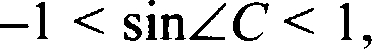 −1 < sin∠C < 1,